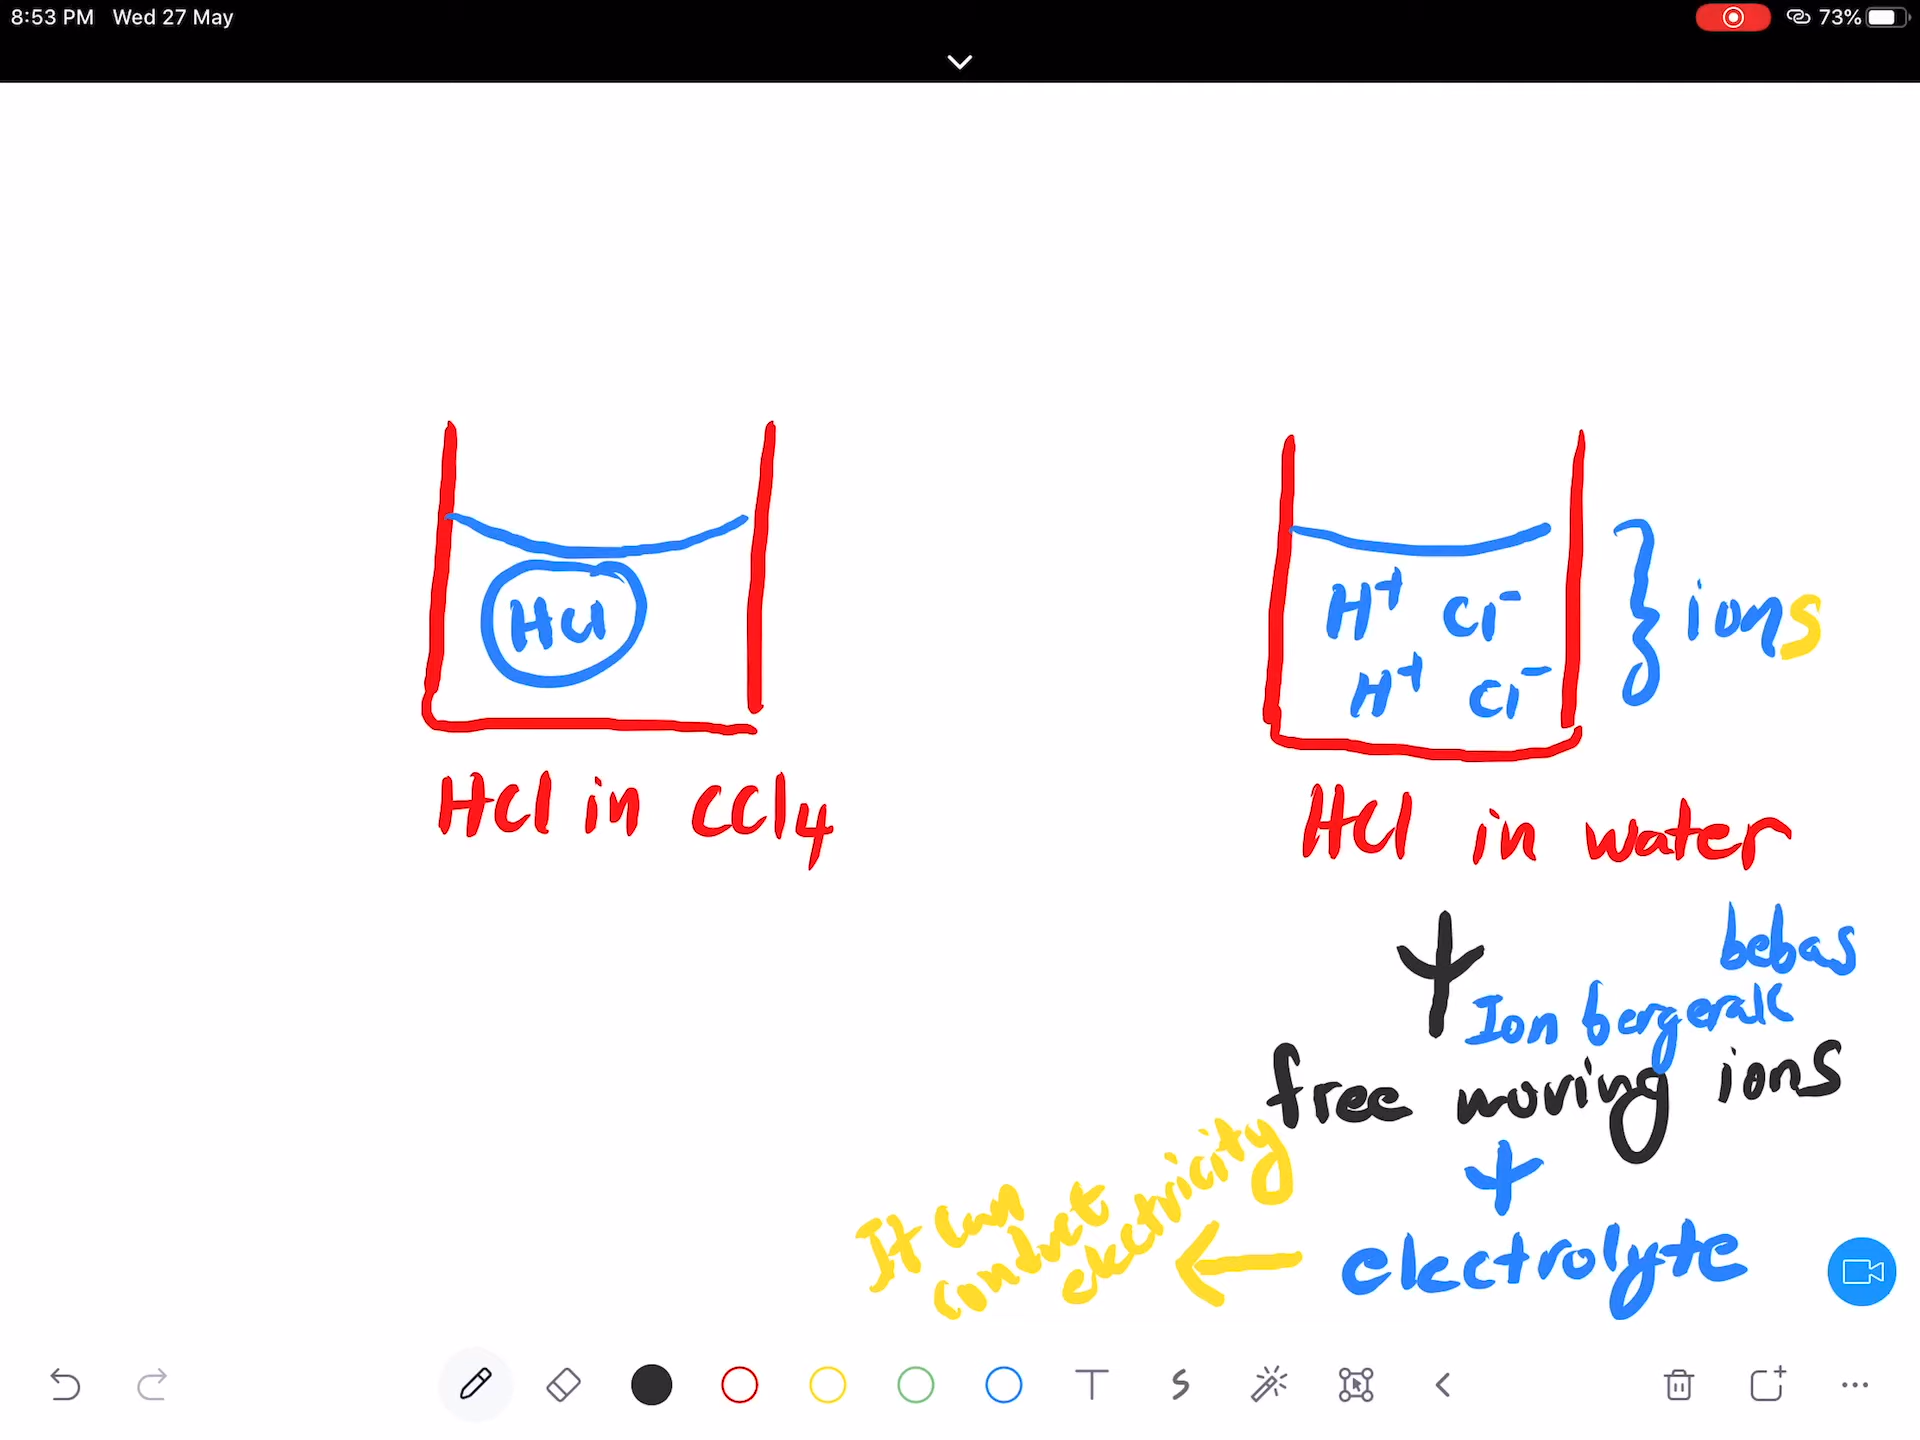 8:53 PM Wed 27 May
73%
HCl
H⁺ Cl⁻
H⁺ Cl⁻
ions
HCl in CCl₄
HCl in water
bebas
Ion bergerak
free moving ions
electrolyte
It can
conduct
electricity
T